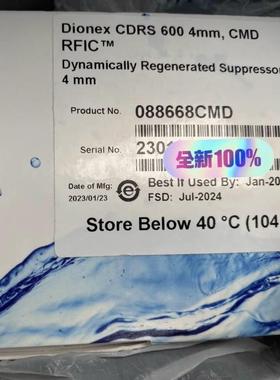 Dionex CDRS 600 4mm, CMD
RFIC™
Dynamically Regenerated Suppressor
4 mm
Product No. 088668CMD
Serial No. 230
全新100%
Date of Mfg:
2023/01/23
Best If Used By: Jan-20
FSD: Jul-2024
Store Below 40 °C (104